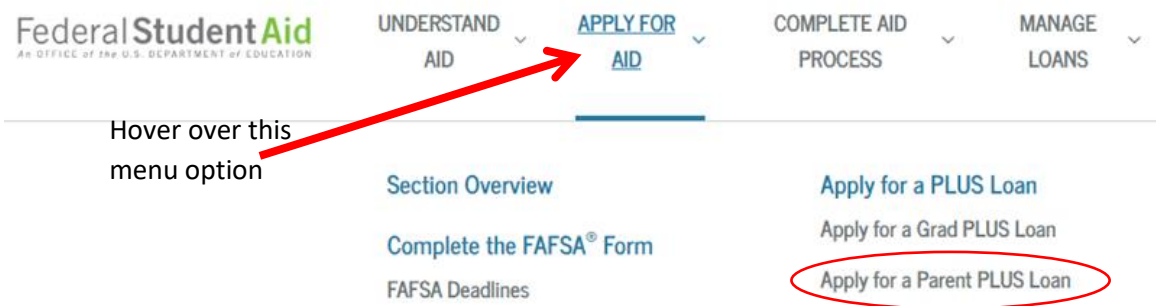 Federal Student Aid
An OFFICE of the U.S. DEPARTMENT of EDUCATION
UNDERSTAND
AID
APPLY FOR
AID
COMPLETE AID
PROCESS
MANAGE
LOANS
Hover over this
menu option
Section Overview
Complete the FAFSA® Form
FAFSA Deadlines
Apply for a PLUS Loan
Apply for a Grad PLUS Loan
Apply for a Parent PLUS Loan